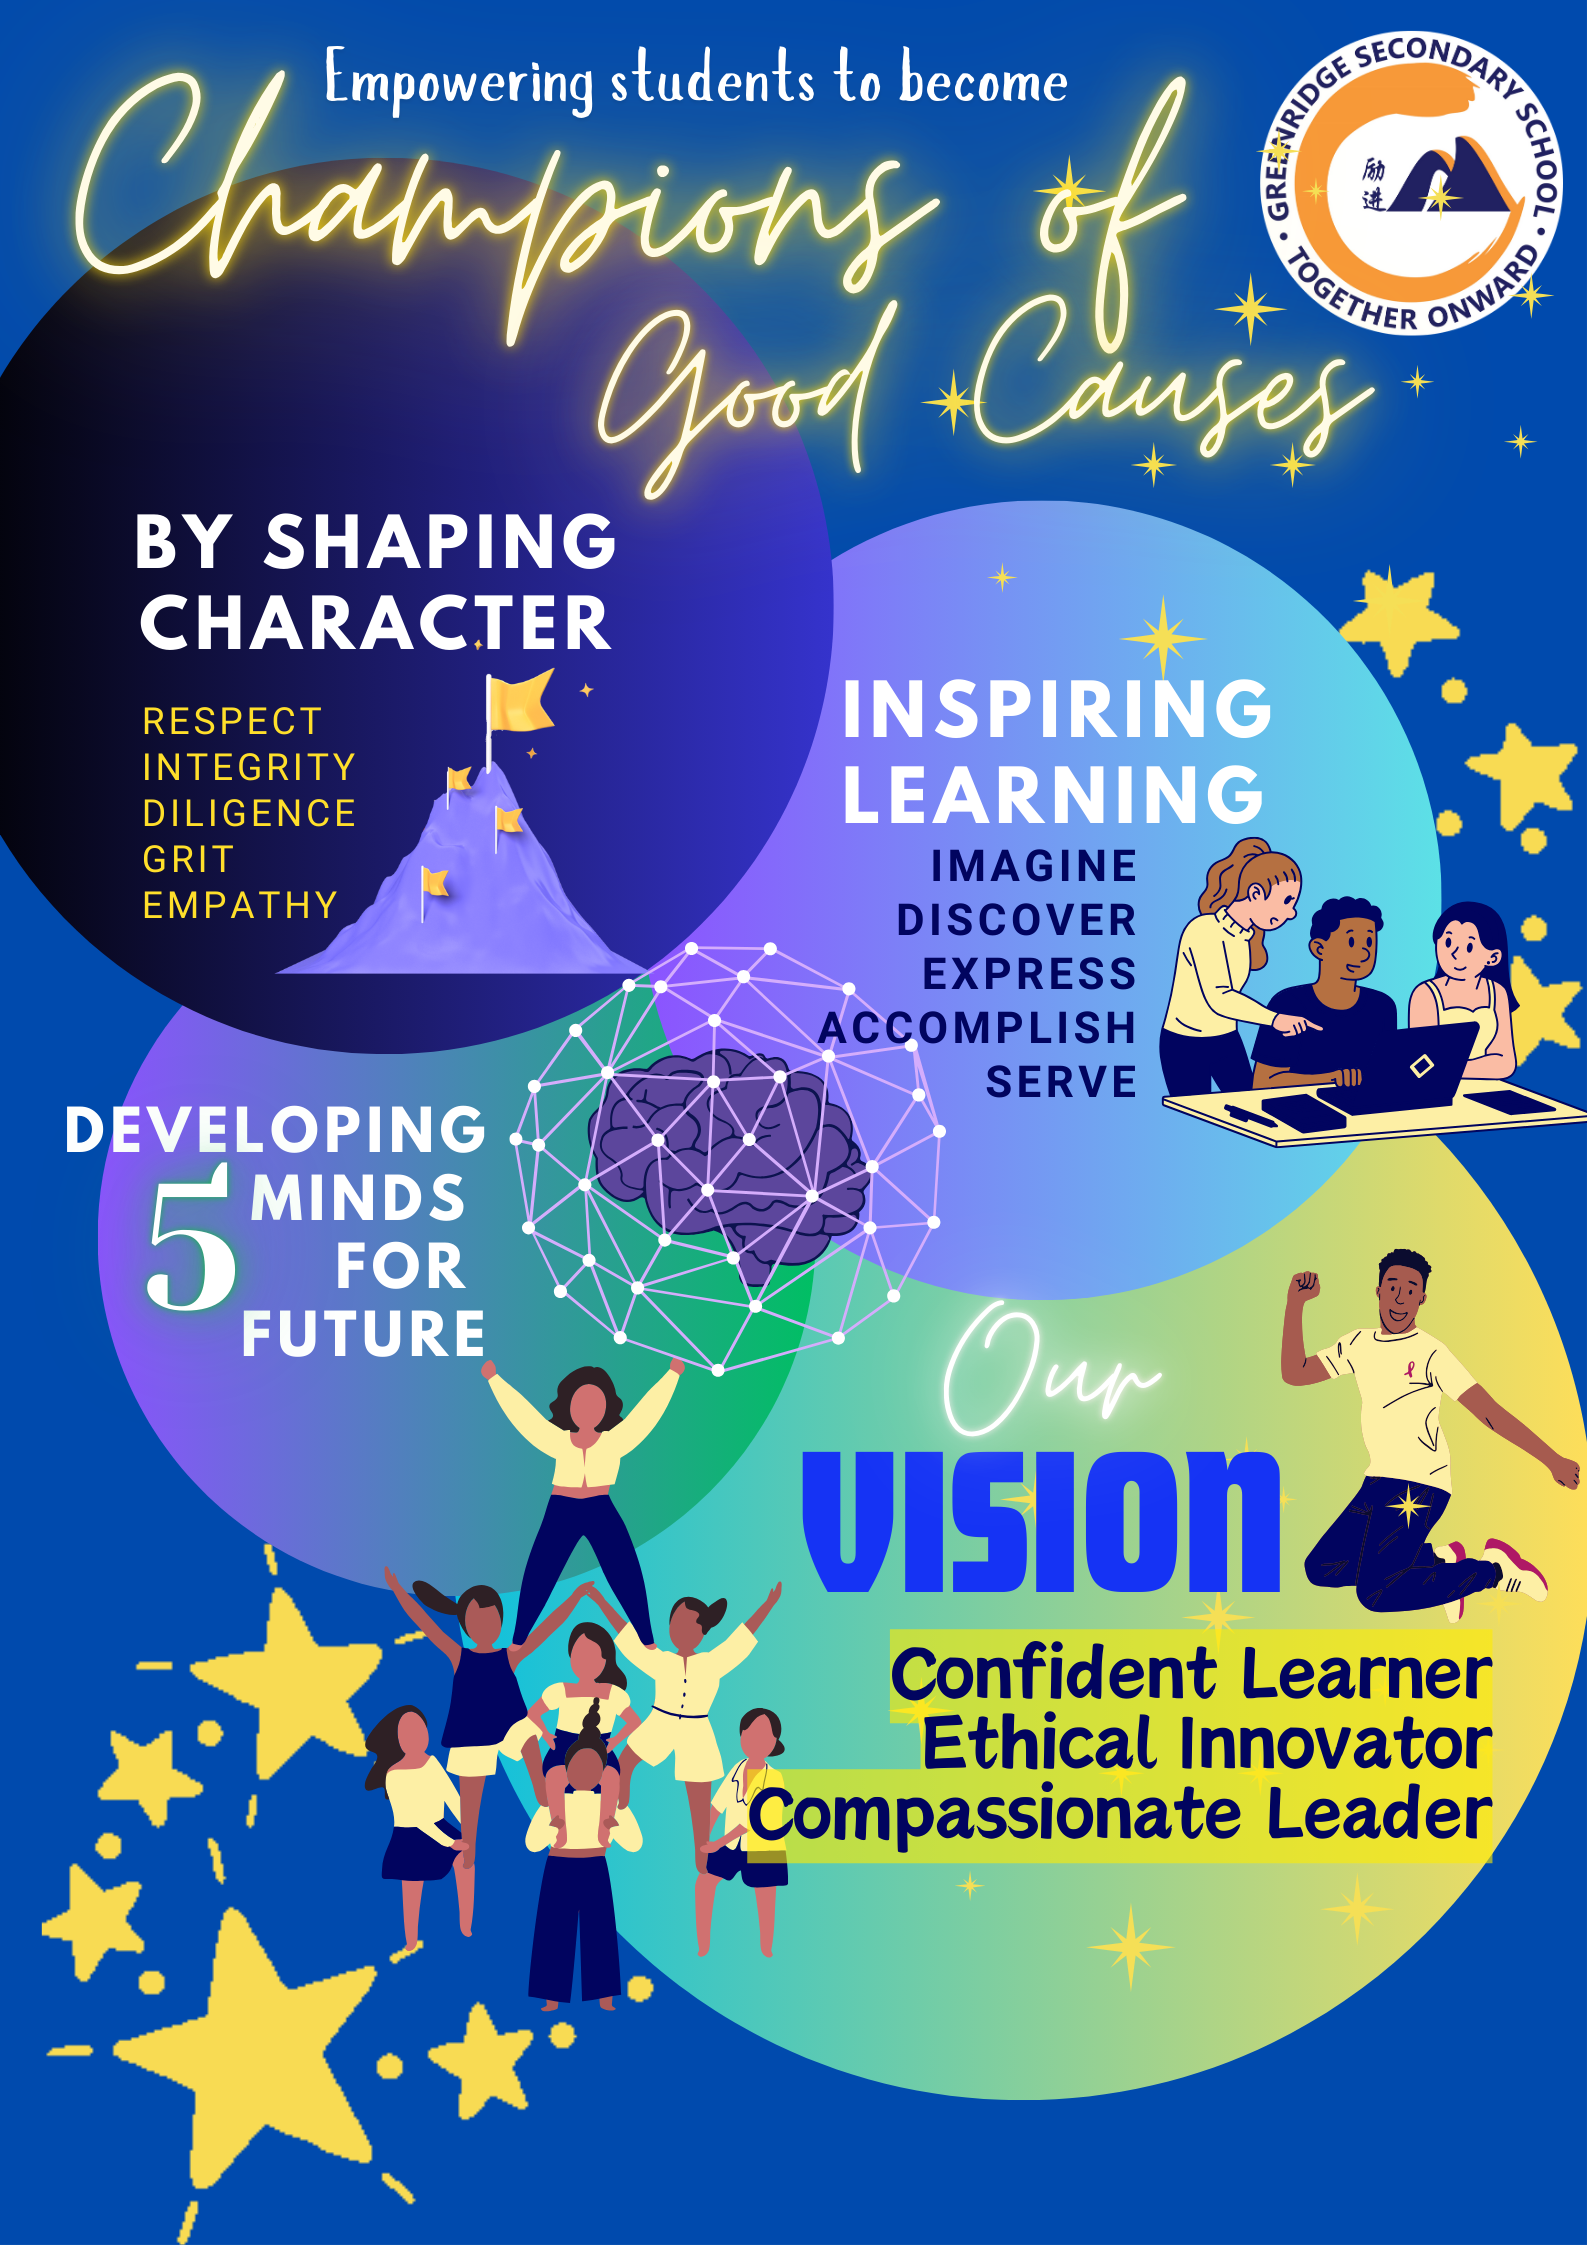 Empowering students to become
Champions of
Good Causes
GREENRIDGE SECONDARY SCHOOL
励
进
• TOGETHER ONWARD •
BY SHAPING
CHARACTER
RESPECT
INTEGRITY
DILIGENCE
GRIT
EMPATHY
INSPIRING
LEARNING
IMAGINE
DISCOVER
EXPRESS
ACCOMPLISH
SERVE
DEVELOPING
5 MINDS
FOR
FUTURE
Our
VISION
Confident Learner
Ethical Innovator
Compassionate Leader